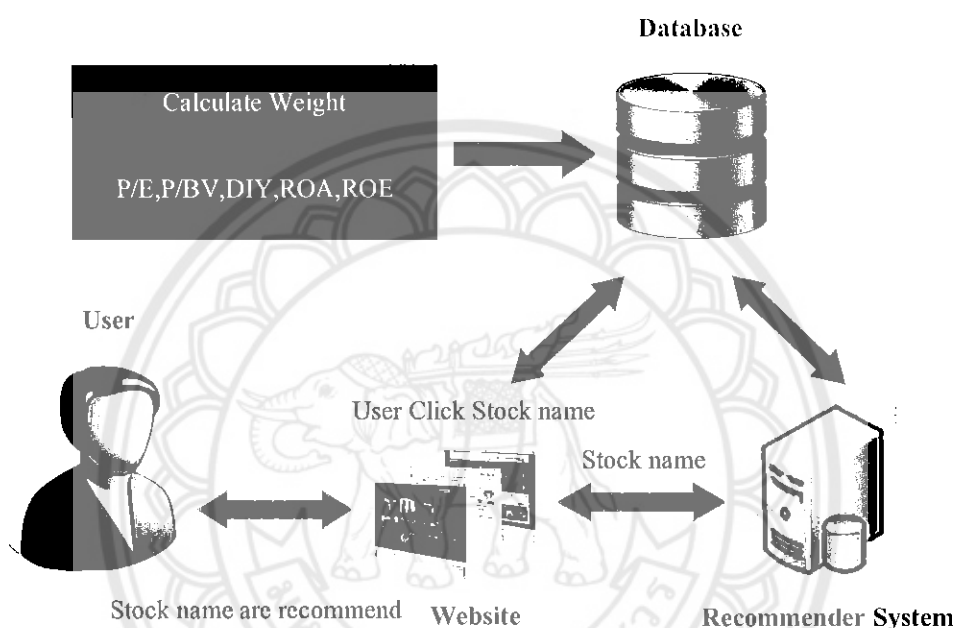 Database
Calculate Weight
P/E,P/BV,DIY,ROA,ROE
User
User Click Stock name
Stock name
Stock name are recommend
Website
Recommender System